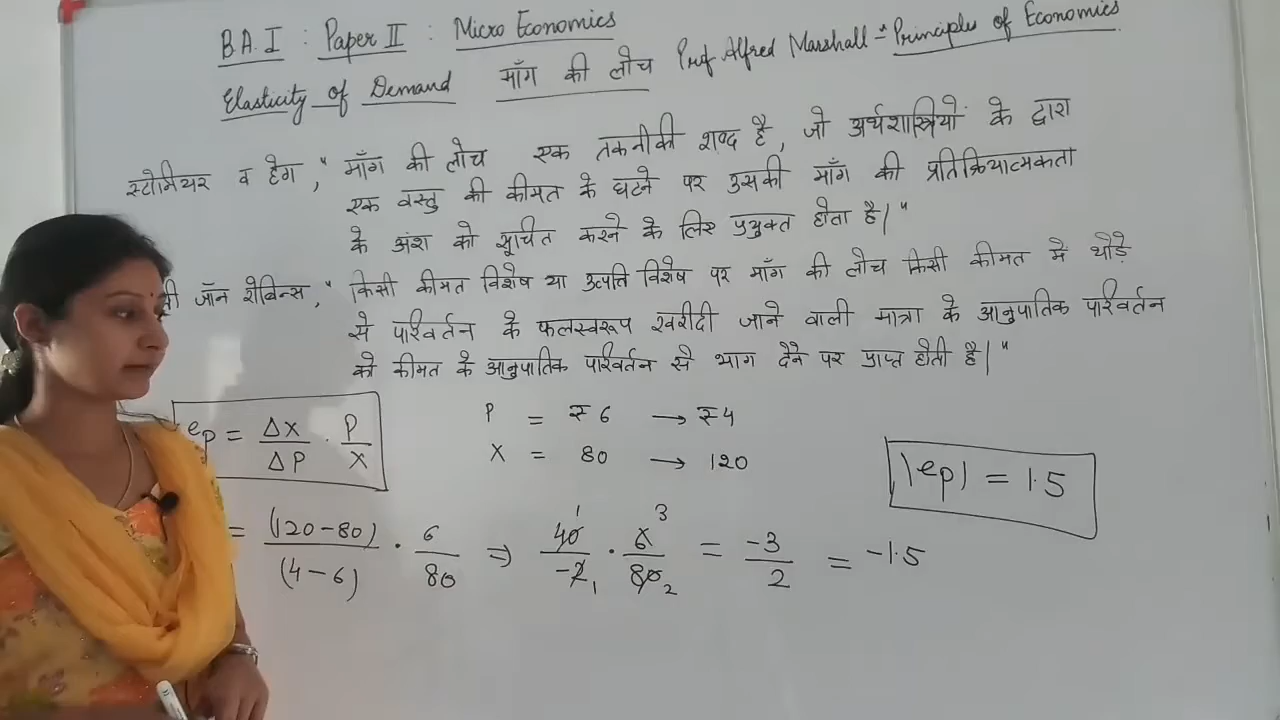 B.A. I : Paper II : Micro Economics
Elasticity of Demand माँग की लोच Prof Alfred Marshall - Principles of Economics
स्टोनियर व हेग, " माँग की लोच एक तकनीकी शब्द है, जो अर्थशास्त्रियों के द्वारा
एक वस्तु की कीमत के घटने पर उसकी माँग की प्रतिक्रियात्मकता
के अंश को सूचित करने के लिए प्रयुक्त होता है।"
जॉन रोबिन्स, " किसी कीमत विशेष या उत्पत्ति विशेष पर माँग की लोच किसी कीमत में थोड़े
से परिवर्तन के फलस्वरूप खरीदी जाने वाली मात्रा के आनुपातिक परिवर्तन
को कीमत के आनुपातिक परिवर्तन से भाग देने पर प्राप्त होती है।"
ep = Δx/ΔP · P/x
P = ₹6 → ₹4
X = 80 → 120
|ep| = 1.5
= (120-80)/(4-6) · 6/80 ⇒ 40/-2 · 6/80 = -3/2 = -1.5